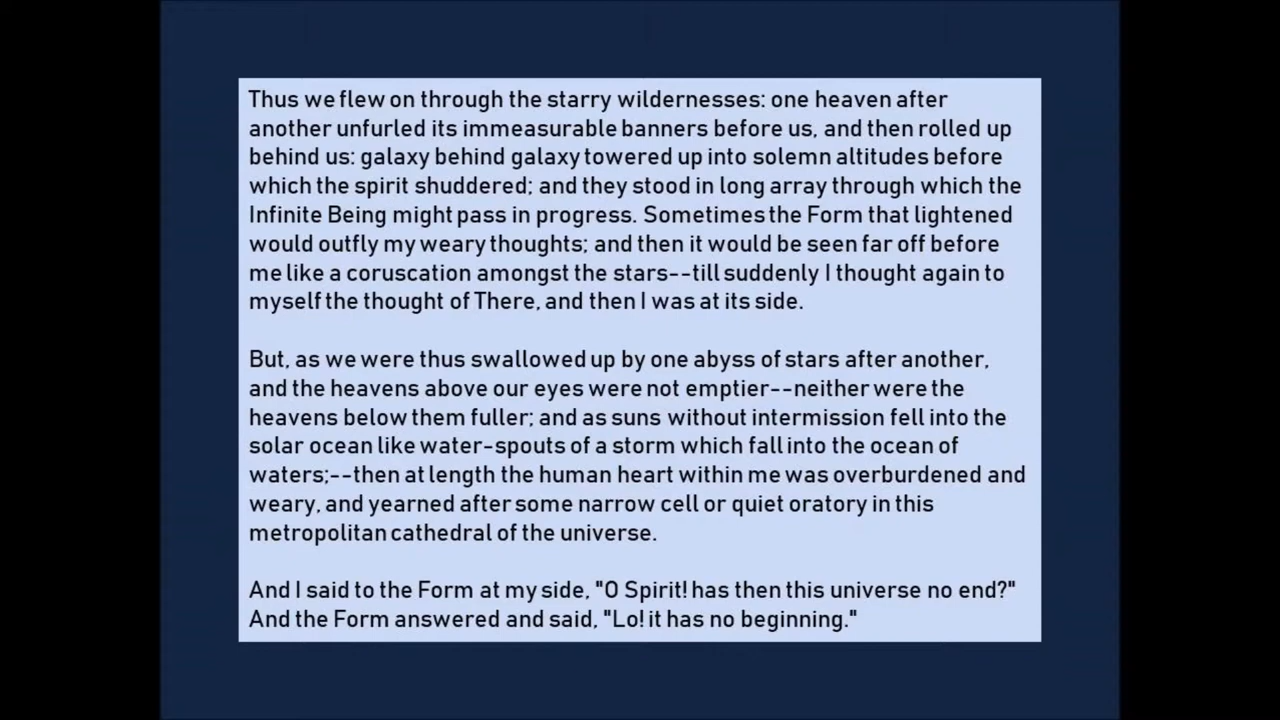 Thus we flew on through the starry wildernesses: one heaven after
another unfurled its immeasurable banners before us, and then rolled up
behind us: galaxy behind galaxy towered up into solemn altitudes before
which the spirit shuddered; and they stood in long array through which the
Infinite Being might pass in progress. Sometimes the Form that lightened
would outfly my weary thoughts; and then it would be seen far off before
me like a coruscation amongst the stars--till suddenly I thought again to
myself the thought of There, and then I was at its side.

But, as we were thus swallowed up by one abyss of stars after another,
and the heavens above our eyes were not emptier--neither were the
heavens below them fuller; and as suns without intermission fell into the
solar ocean like water-spouts of a storm which fall into the ocean of
waters;--then at length the human heart within me was overburdened and
weary, and yearned after some narrow cell or quiet oratory in this
metropolitan cathedral of the universe.

And I said to the Form at my side, "O Spirit! has then this universe no end?"
And the Form answered and said, "Lo! it has no beginning."